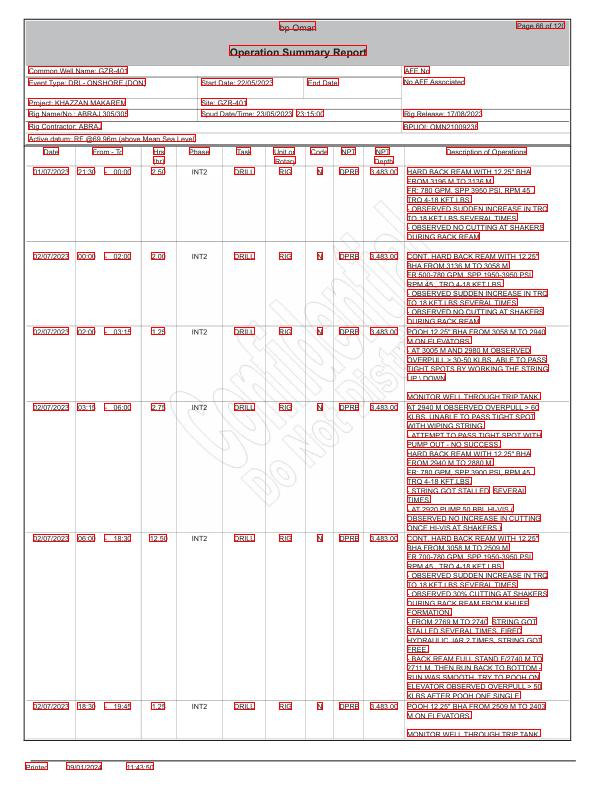 bp Oman
Page 66 of 120
Operation Summary Report
Common Well Name: GZR-401
AFE No
Event Type: DRL- ONSHORE (DON)
Start Date: 22/05/2023
End Date:
No AFE Associated
Project: KHAZZAN MAKAREM
Site: GZR-401
Rig Name/No.: ABRAJ 305/305
Spud Date/Time: 23/05/2023 23:15:00
Rig Release: 17/08/2023
Rig Contractor: ABRAJ
BPUOI: OMN21009236
Active datum: RF @69.96m (above Mean Sea Level)
Date From - To Hrs (hr) Phase Task Unit or Rotary Code NPT NPT Depth Description of Operations
01/07/2023 21:30 - 00:00 2.50 INT2 DRILL RIG N DPRB 3,483.00 HARD BACK REAM WITH 12.25" BHA
FROM 3196 M TO 3136 M.
FR: 780 GPM, SPP 3950 PSI, RPM 45,
TRQ 4-18 KFT.LBS.
- OBSERVED SUDDEN INCREASE IN TRQ
TO 18 KFT.LBS SEVERAL TIMES
- OBSERVED NO CUTTING AT SHAKERS
DURING BACK REAM
02/07/2023 00:00 - 02:00 2.00 INT2 DRILL RIG N DPRB 3,483.00 CONT. HARD BACK REAM WITH 12.25"
BHA FROM 3136 M TO 3058 M.
FR 500-780 GPM, SPP 1950-3950 PSI,
RPM 45 , TRQ 4-18 KFT.LBS.
- OBSERVED SUDDEN INCREASE IN TRQ
TO 18 KFT.LBS SEVERAL TIMES
- OBSERVED NO CUTTING AT SHAKERS
DURING BACK REAM
02/07/2023 02:00 - 03:15 1.25 INT2 DRILL RIG N DPRB 3,483.00 POOH 12.25" BHA FROM 3058 M TO 2940
M ON ELEVATORS.
- AT 3005 M AND 2980 M OBSERVED
OVERPULL > 30-50 KLBS. ABLE TO PASS
TIGHT SPOTS BY WORKING THE STRING
UP \ DOWN.
MONITOR WELL THROUGH TRIP TANK.
02/07/2023 03:15 - 06:00 2.75 INT2 DRILL RIG N DPRB 3,483.00 AT 2940 M OBSERVED OVERPULL > 60
KLBS, UNABLE TO PASS TIGHT SPOT
WITH WIPING STRING.
- ATTEMPT TO PASS TIGHT SPOT WITH
PUMP OUT - NO SUCCESS.
HARD BACK REAM WITH 12.25" BHA
FROM 2940 M TO 2880 M.
FR: 780 GPM, SPP 3900 PSI, RPM 45 ,
TRQ 4-18 KFT.LBS.
- STRING GOT STALLED SEVERAL
TIMES.
- AT 2920 PUMP 50 BBL HI-VIS (
OBSERVED NO INCREASE IN CUTTING
ONCE HI-VIS AT SHAKERS )
02/07/2023 06:00 - 18:30 12.50 INT2 DRILL RIG N DPRB 3,483.00 CONT. HARD BACK REAM WITH 12.25"
BHA FROM 3058 M TO 2509 M.
FR 700-780 GPM, SPP 1950-3950 PSI,
RPM 45 , TRQ 4-18 KFT.LBS.
- OBSERVED SUDDEN INCREASE IN TRQ
TO 18 KFT.LBS SEVERAL TIMES
- OBSERVED 30% CUTTING AT SHAKERS
DURING BACK REAM FROM KHUFF
FORMATION.
- FROM 2769 M TO 2740 STRING GOT
STALLED SEVERAL TIMES, FIRED
HYDRAULIC JAR 2 TIMES, STRING GOT
FREE.
- BACK REAM FULL STAND F/2740 M TO
2711 M, THEN RUN BACK TO BOTTOM -
RUN WAS SMOOTH. TRY TO POOH ON
ELEVATOR OBSERVED OVERPULL > 50
KLBS AFTER POOH ONE SINGLE.
02/07/2023 18:30 - 19:45 1.25 INT2 DRILL RIG N DPRB 3,483.00 POOH 12.25" BHA FROM 2509 M TO 2403
M ON ELEVATORS.
MONITOR WELL THROUGH TRIP TANK.
Confidential
Do Not Distr
Printed 09/01/2024 11:43:50